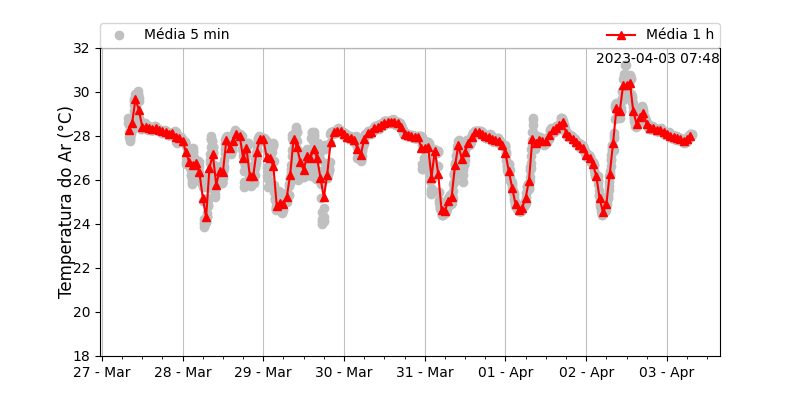 Média 5 min
Média 1 h
2023-04-03 07:48
Temperatura do Ar (°C)
32
30
28
26
24
22
20
18
27 - Mar
28 - Mar
29 - Mar
30 - Mar
31 - Mar
01 - Apr
02 - Apr
03 - Apr